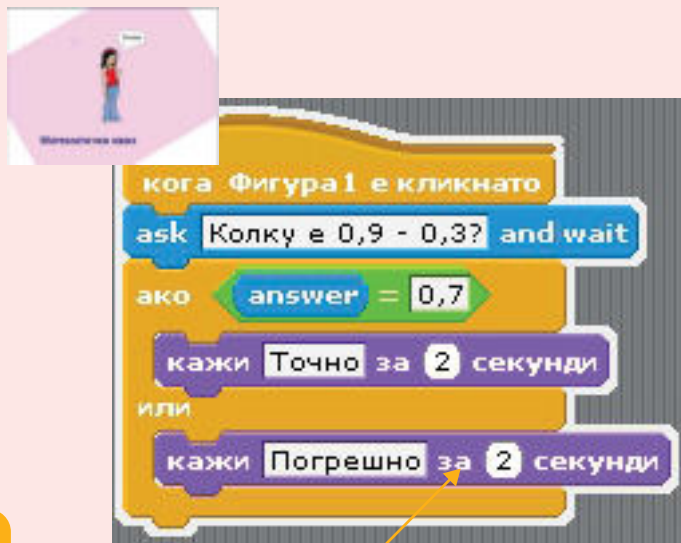 кога Фигура1 е кликнато
ask Колку е 0,9 - 0,3? and wait
ако answer = 0,7
кажи Точно за 2 секунди
или
кажи Погрешно за 2 секунди